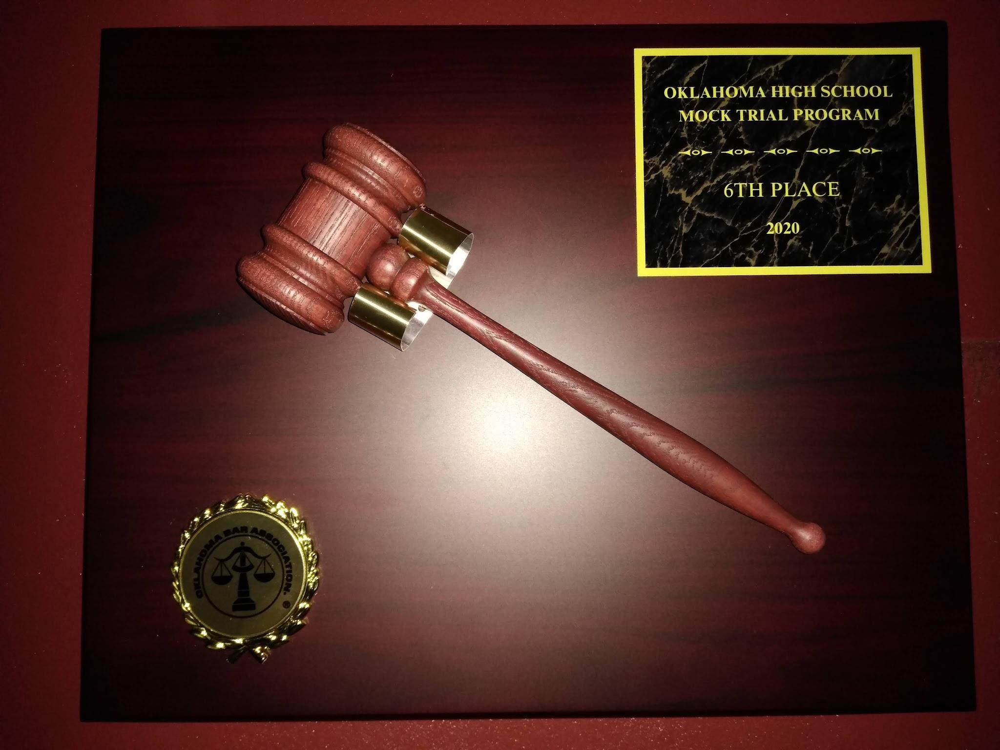 OKLAHOMA HIGH SCHOOL
MOCK TRIAL PROGRAM
6TH PLACE
2020
OKLAHOMA BAR ASSOCIATION. ®